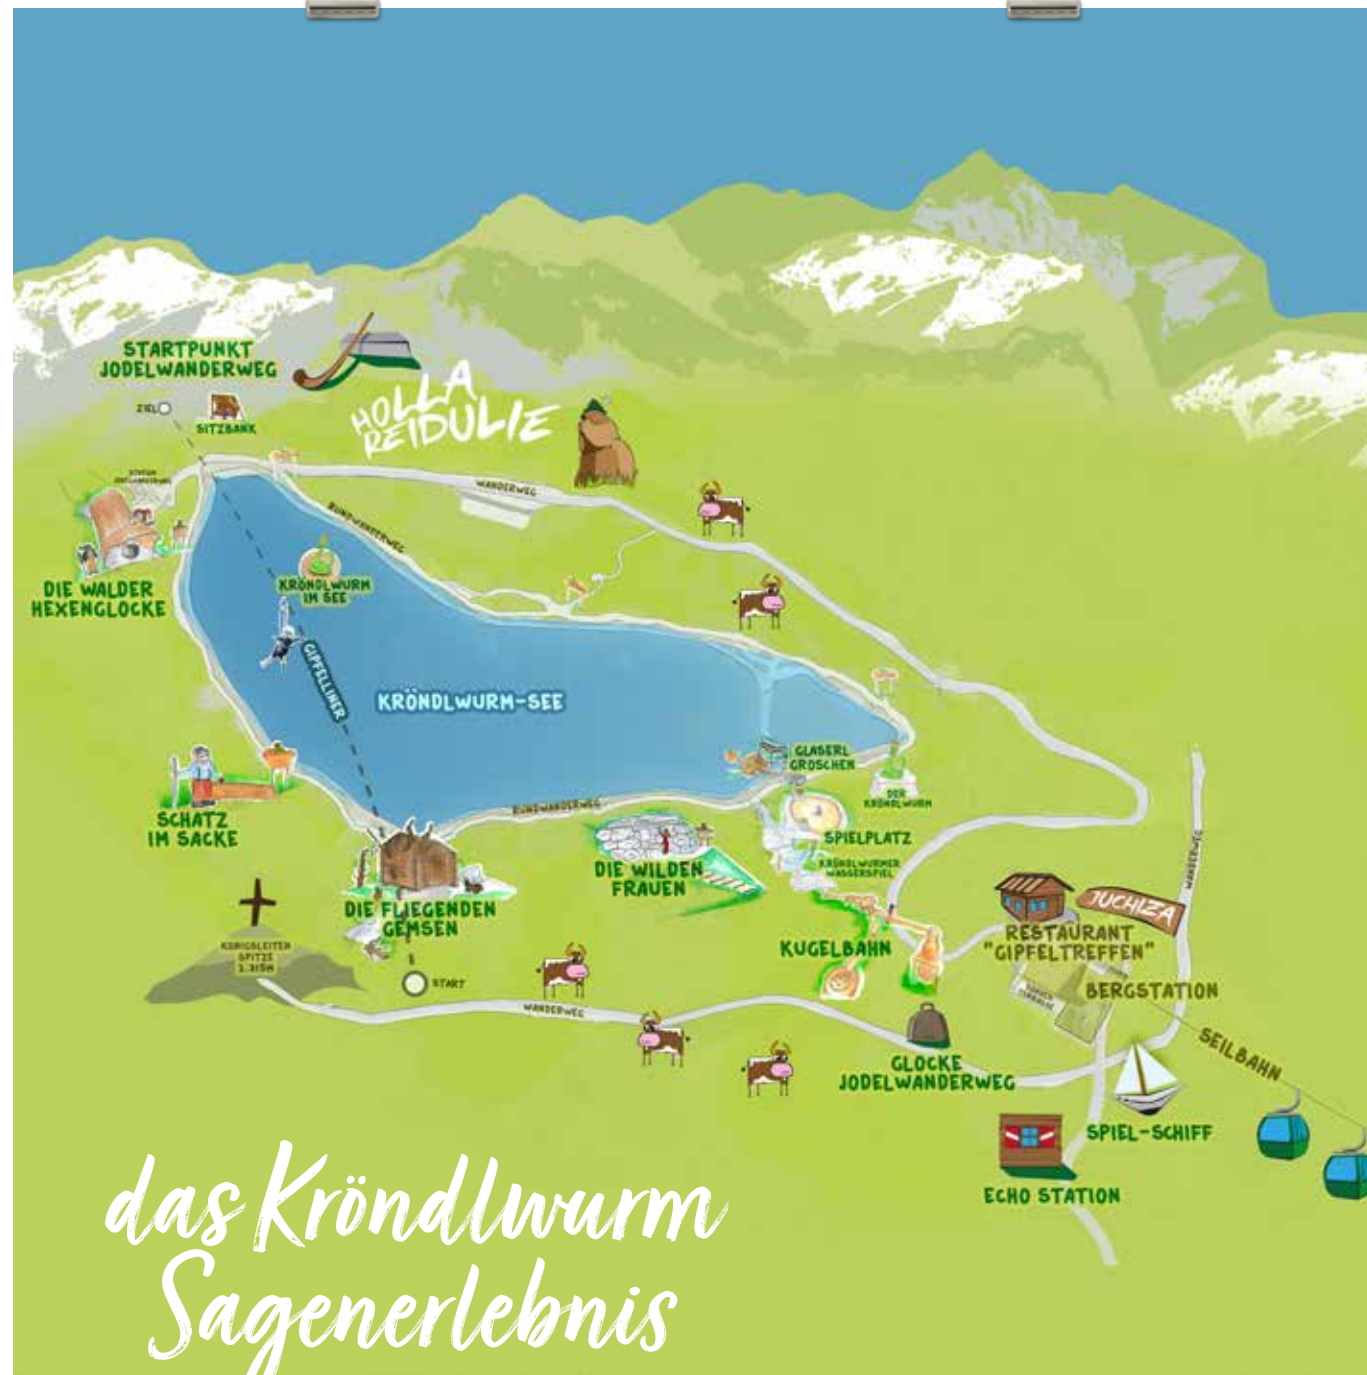 STARTPUNKT
JODELWANDERWEG
ZIEL
SITZBANK
HOLLA
REIDULIE
WANDERWEG
RUNDWANDERWEG
DIE WALDER
HEXENGLOCKE
KRÖNDLWURM
IM SEE
GIPFELLINER
KRÖNDLWURM-SEE
GLASERL
GROSCHEN
DER
KRÖNDLWURM
SCHATZ
IM SACKE
RUNDWANDERWEG
SPIELPLATZ
KRÖNDLWURMER
WASSERSPIEL
DIE WILDEN
FRAUEN
WANDERWEG
DIE FLIEGENDEN
GEMSEN
JUCHIZA
RESTAURANT
"GIPFELTREFFEN"
KÖNIGSLEITEN
SPITZE
2.315M
KUGELBAHN
START
BERGSTATION
WANDERWEG
SEILBAHN
GLOCKE
JODELWANDERWEG
SPIEL-SCHIFF
ECHO STATION
das Kröndlwurm
Sagenerlebnis